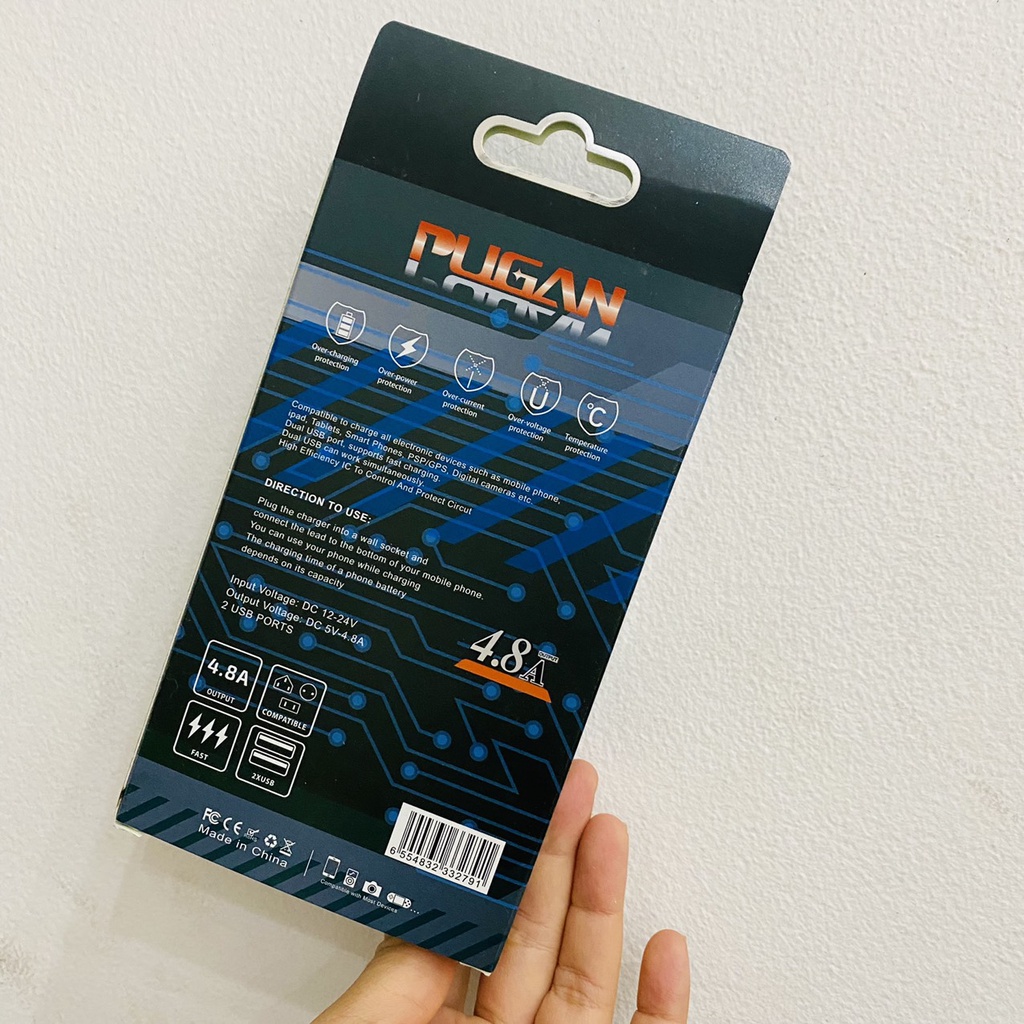 PUGAN
Over-charging
protection
Over-power
protection
Over-current
protection
U
Over-voltage
protection
°C
Temperature
protection
Compatible to charge all electronic devices such as mobile phone,
ipad, Tablets, Smart Phones, PSP/GPS, Digital cameras etc.
Dual USB port, supports fast charging.
Dual USB can work simultaneously.
High Efficiency IC To Control And Protect Circut
DIRECTION TO USE:
Plug the charger into a wall socket and
connect the lead to the bottom of your mobile phone.
You can use your phone while charging
The charging time of a phone battery
depends on its capacity
Input Voltage: DC 12-24V
Output Voltage: DC 5V-4.8A
2 USB PORTS
4.8A
OUTPUT
4.8A
OUTPUT
COMPATIBLE
FAST
2XUSB
FC CE RoHS
Made in China
Compatible with Most Devices
6 554832 332791